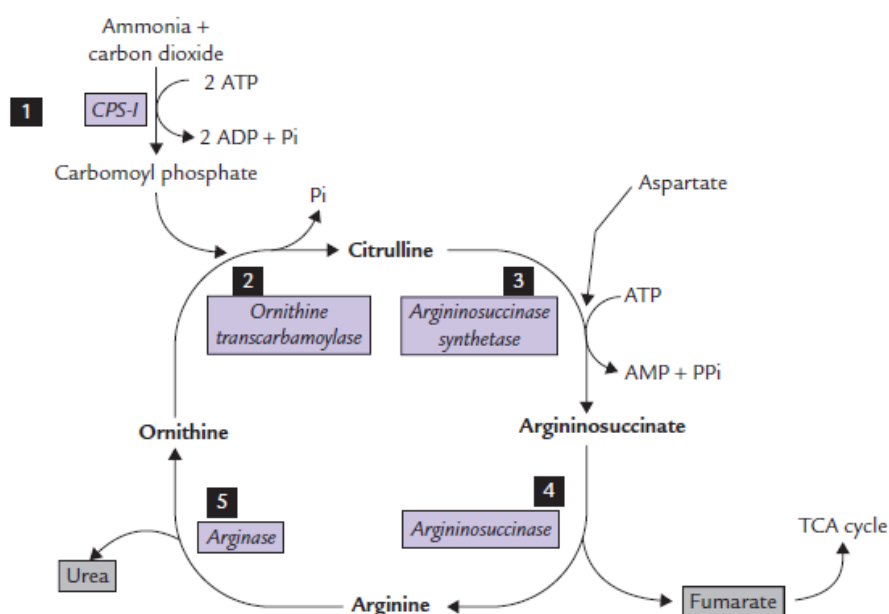 Ammonia +
carbon dioxide
2 ATP
1
CPS-I
2 ADP + Pi
Carbomoyl phosphate
Pi
Aspartate
Citrulline
2
3
Ornithine
transcarbamoylase
Argininosuccinase
synthetase
ATP
AMP + PPi
Ornithine
Argininosuccinate
5
4
Arginase
Argininosuccinase
TCA cycle
Urea
Arginine
Fumarate